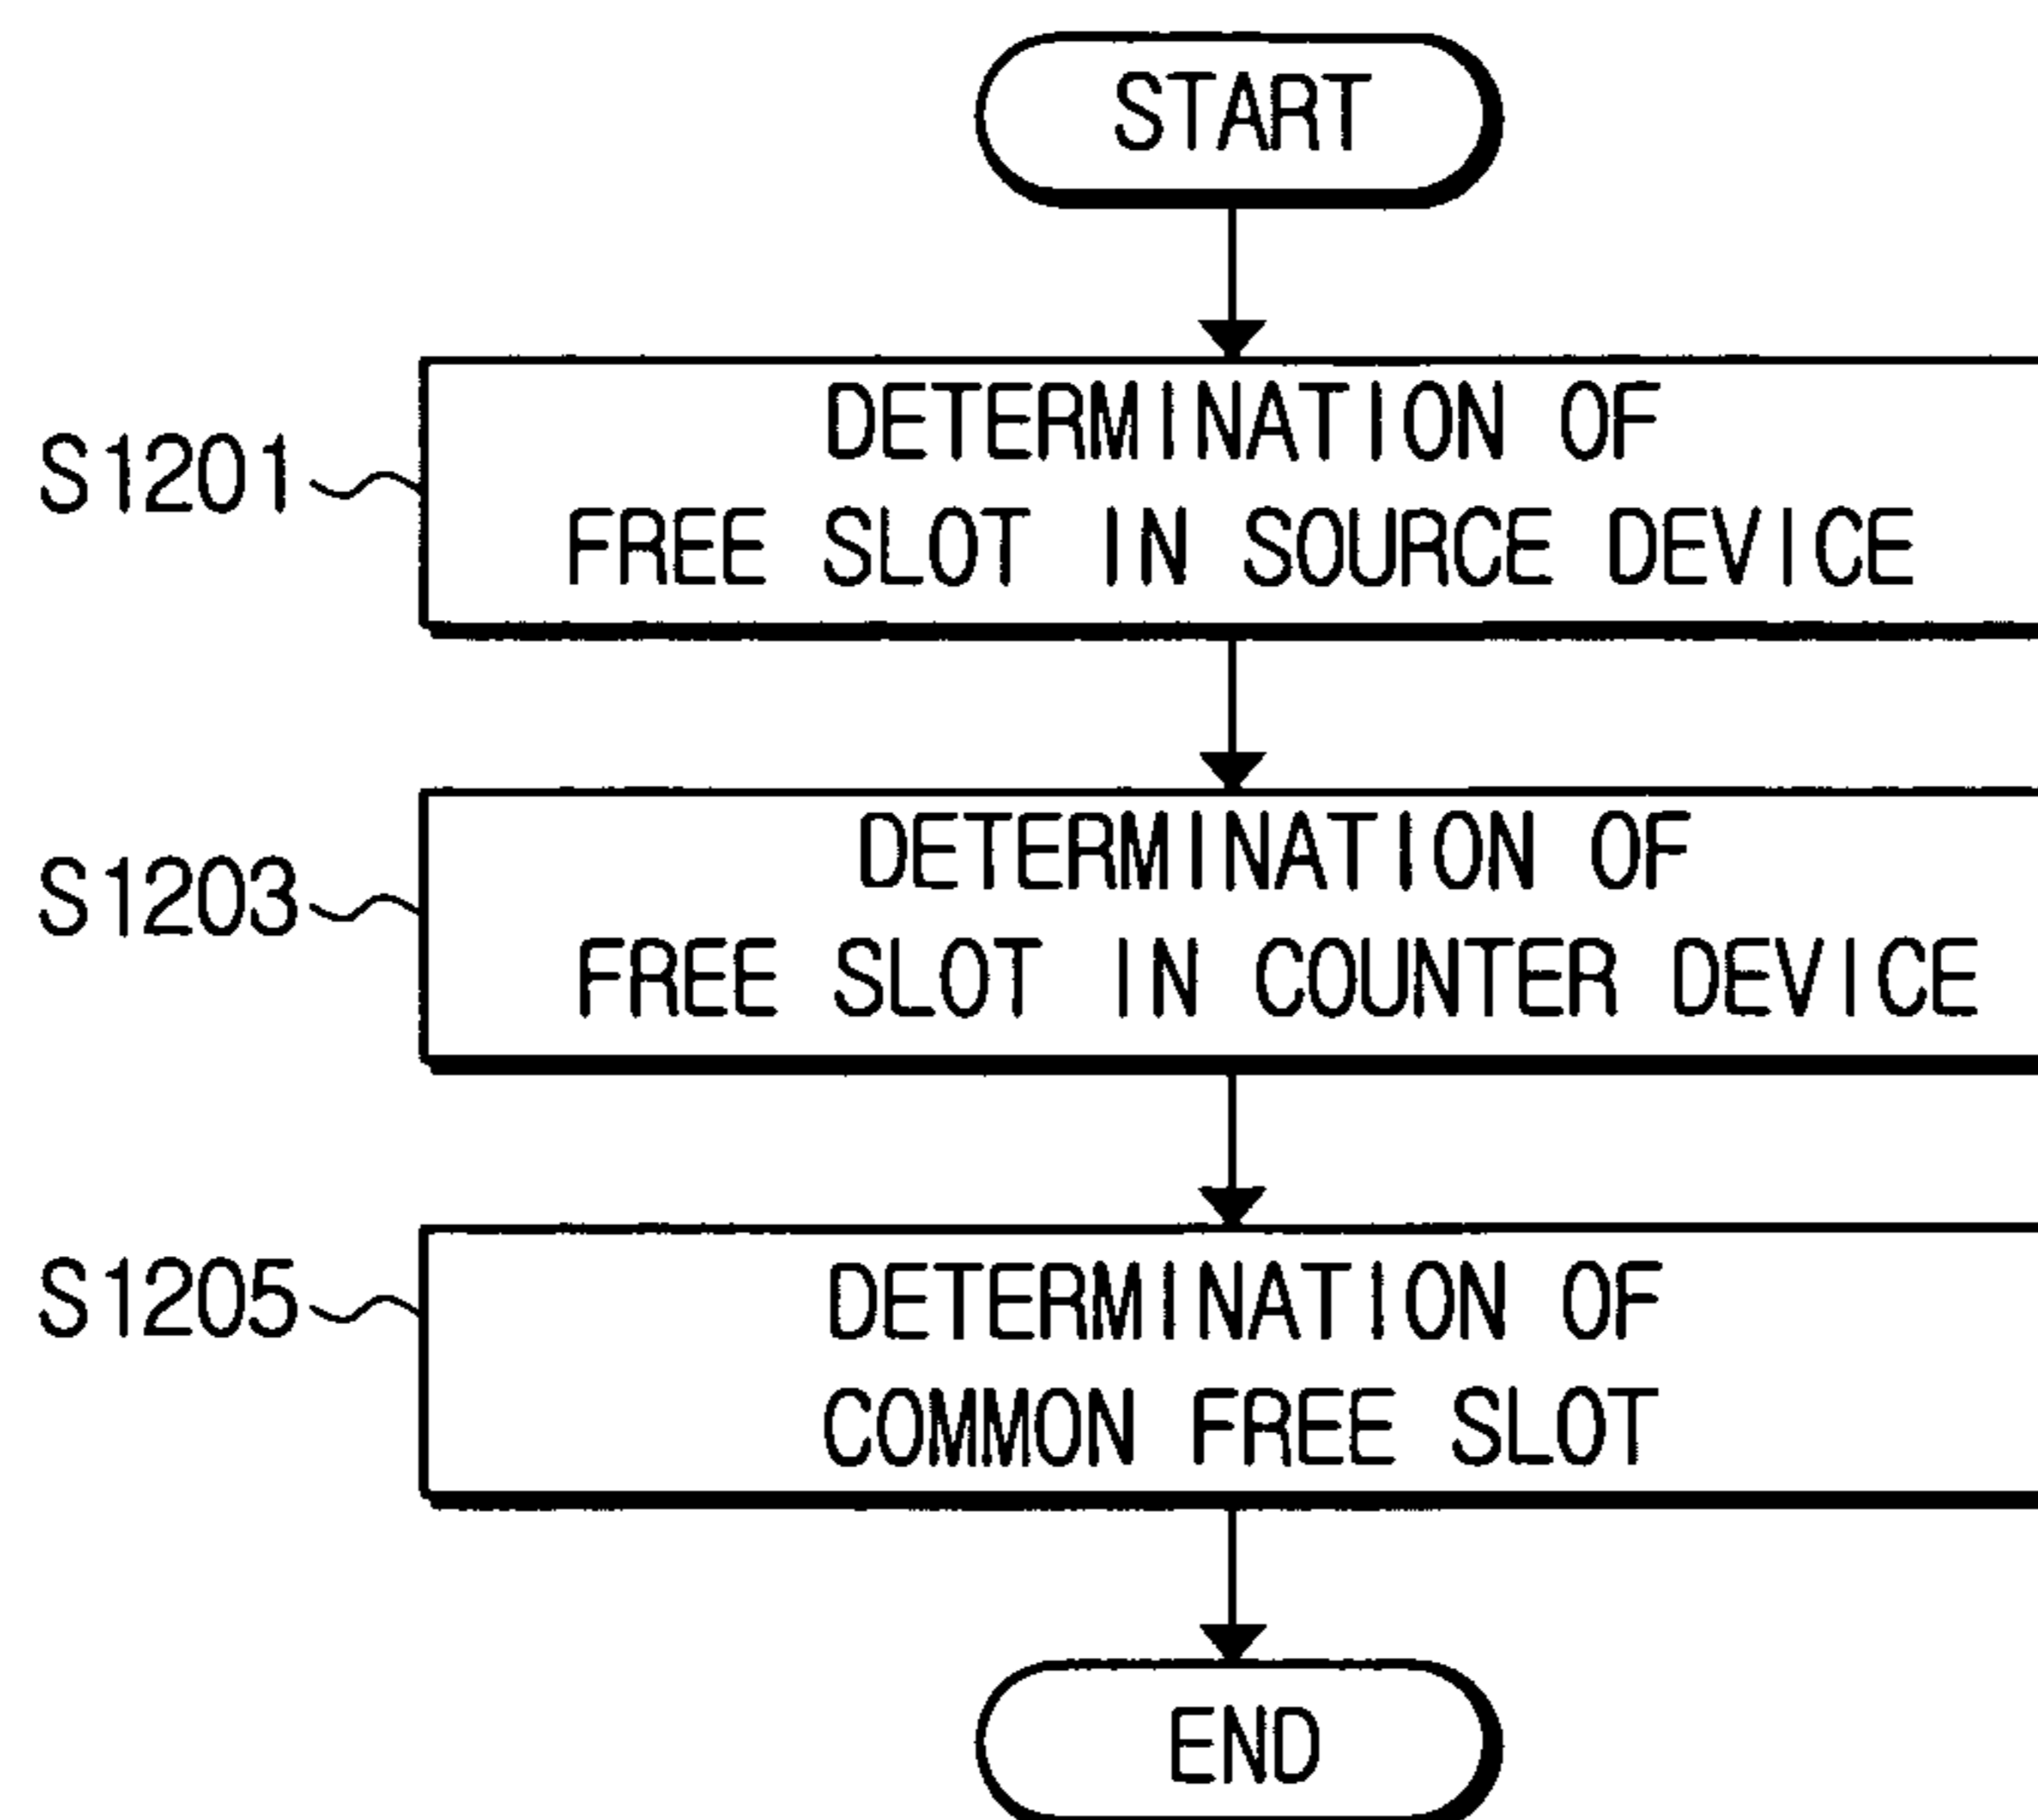 START
S1201
DETERMINATION OF
FREE SLOT IN SOURCE DEVICE
S1203
DETERMINATION OF
FREE SLOT IN COUNTER DEVICE
S1205
DETERMINATION OF
COMMON FREE SLOT
END